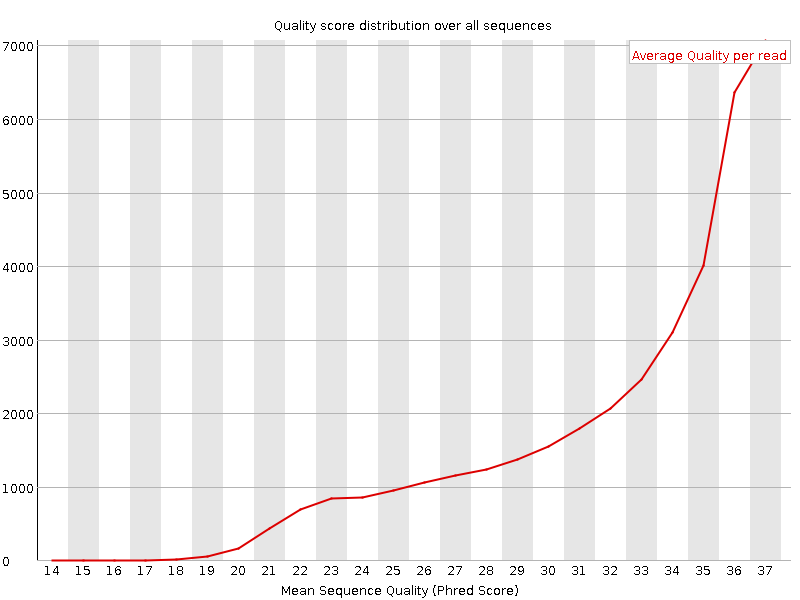 Quality score distribution over all sequences
Average Quality per read
7000
6000
5000
4000
3000
2000
1000
0
14 15 16 17 18 19 20 21 22 23 24 25 26 27 28 29 30 31 32 33 34 35 36 37
Mean Sequence Quality (Phred Score)